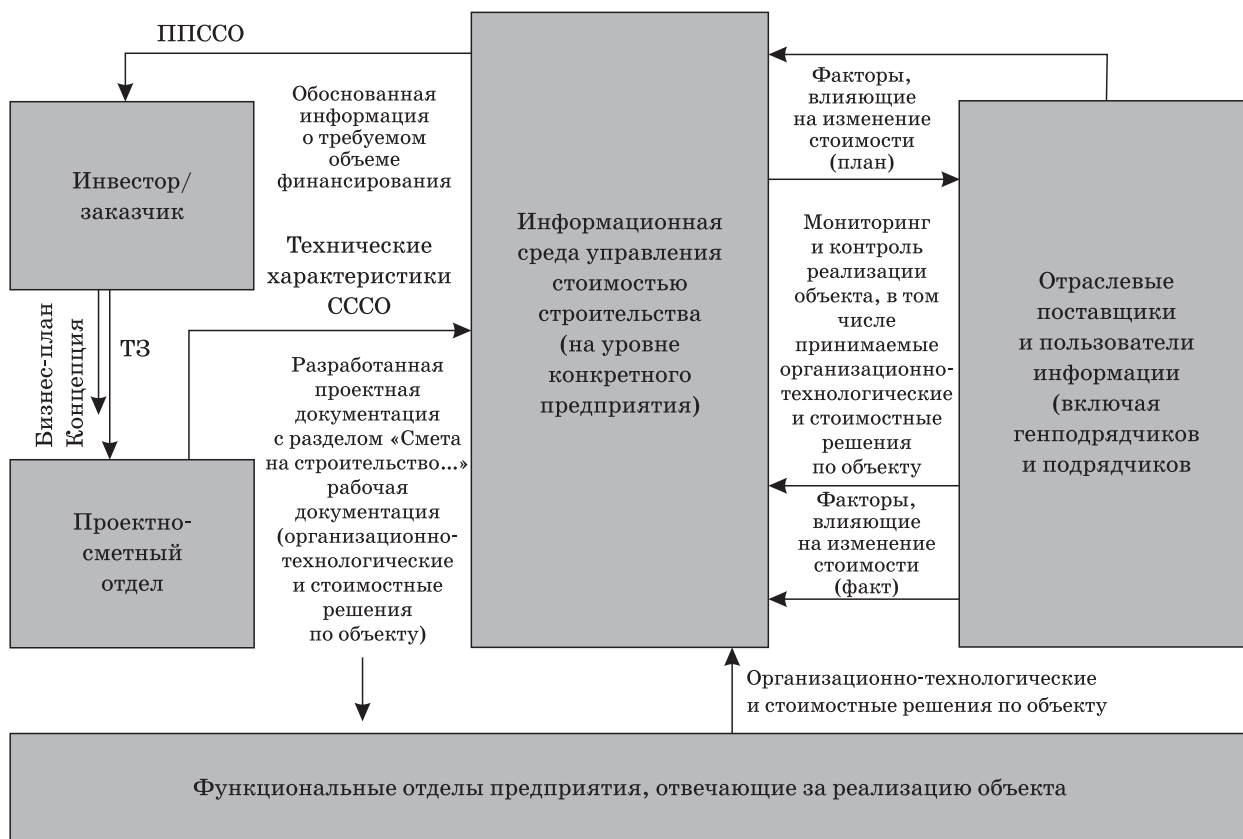 ППССО
Обоснованная
информация
о требуемом
объеме
финансирования
Инвестор/
заказчик
Технические
характеристики
СССО
Бизнес-план
Концепция
ТЗ
Разработанная
проектная
документация
с разделом «Смета
на строительство...»
рабочая
документация
(организационно-
технологические
и стоимостные
решения
по объекту)
Проектно-
сметный
отдел
Информационная
среда управления
стоимостью
строительства
(на уровне
конкретного
предприятия)
Факторы,
влияющие
на изменение
стоимости
(план)
Мониторинг
и контроль
реализации
объекта, в том
числе
принимаемые
организационно-
технологические
и стоимостные
решения
по объекту
Факторы,
влияющие
на изменение
стоимости
(факт)
Отраслевые
поставщики
и пользователи
информации
(включая
генподрядчиков
и подрядчиков
Организационно-технологические
и стоимостные решения по объекту
Функциональные отделы предприятия, отвечающие за реализацию объекта